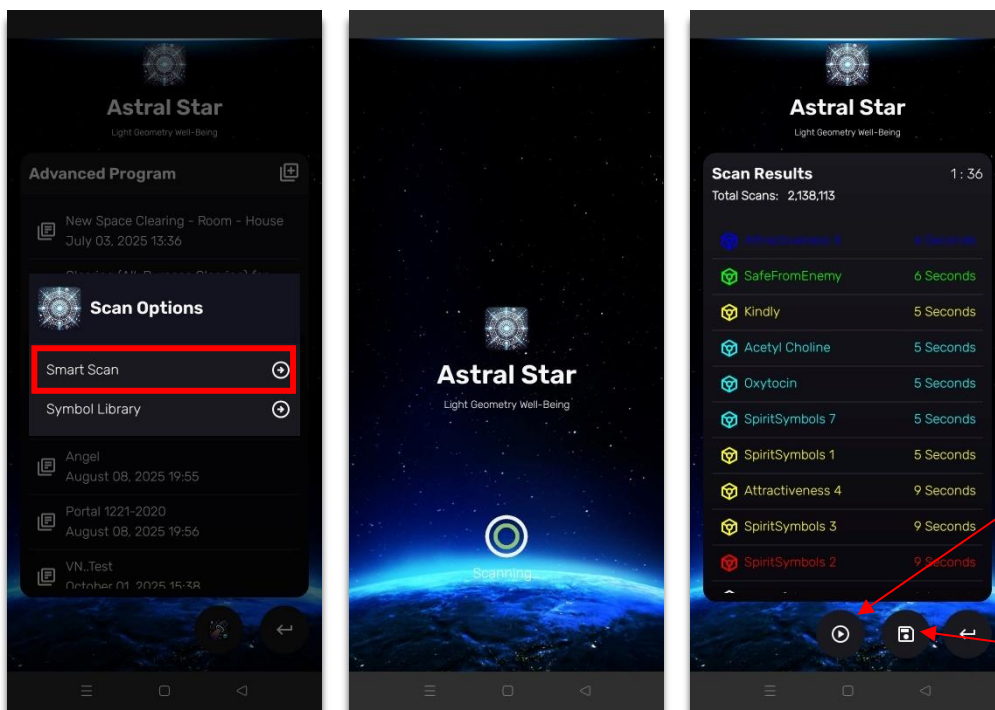 Astral Star
Light Geometry Well-Being
Advanced Program
New Space Clearing - Room - House
July 03, 2025 13:36
Scan Options
Smart Scan
Symbol Library
Angel
August 08, 2025 19:55
Portal 1221-2020
August 08, 2025 19:56
VN..Test
October 01, 2025 15:38
Astral Star
Light Geometry Well-Being
Scanning..
Astral Star
Light Geometry Well-Being
Scan Results 1 : 36
Total Scans: 2,138,113
SafeFromEnemy 6 Seconds
Kindly 5 Seconds
Acetyl Choline 5 Seconds
Oxytocin 5 Seconds
SpiritSymbols 7 5 Seconds
SpiritSymbols 1 5 Seconds
Attractiveness 4 9 Seconds
SpiritSymbols 3 9 Seconds
SpiritSymbols 2 9 Seconds